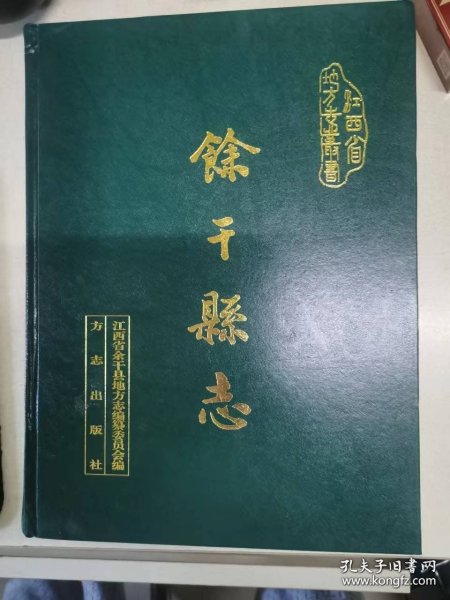 江西省
地方志叢書
餘干縣志
江西省余干县地方志编纂委员会编
方志出版社
孔夫子旧书网
www.kongfz.com